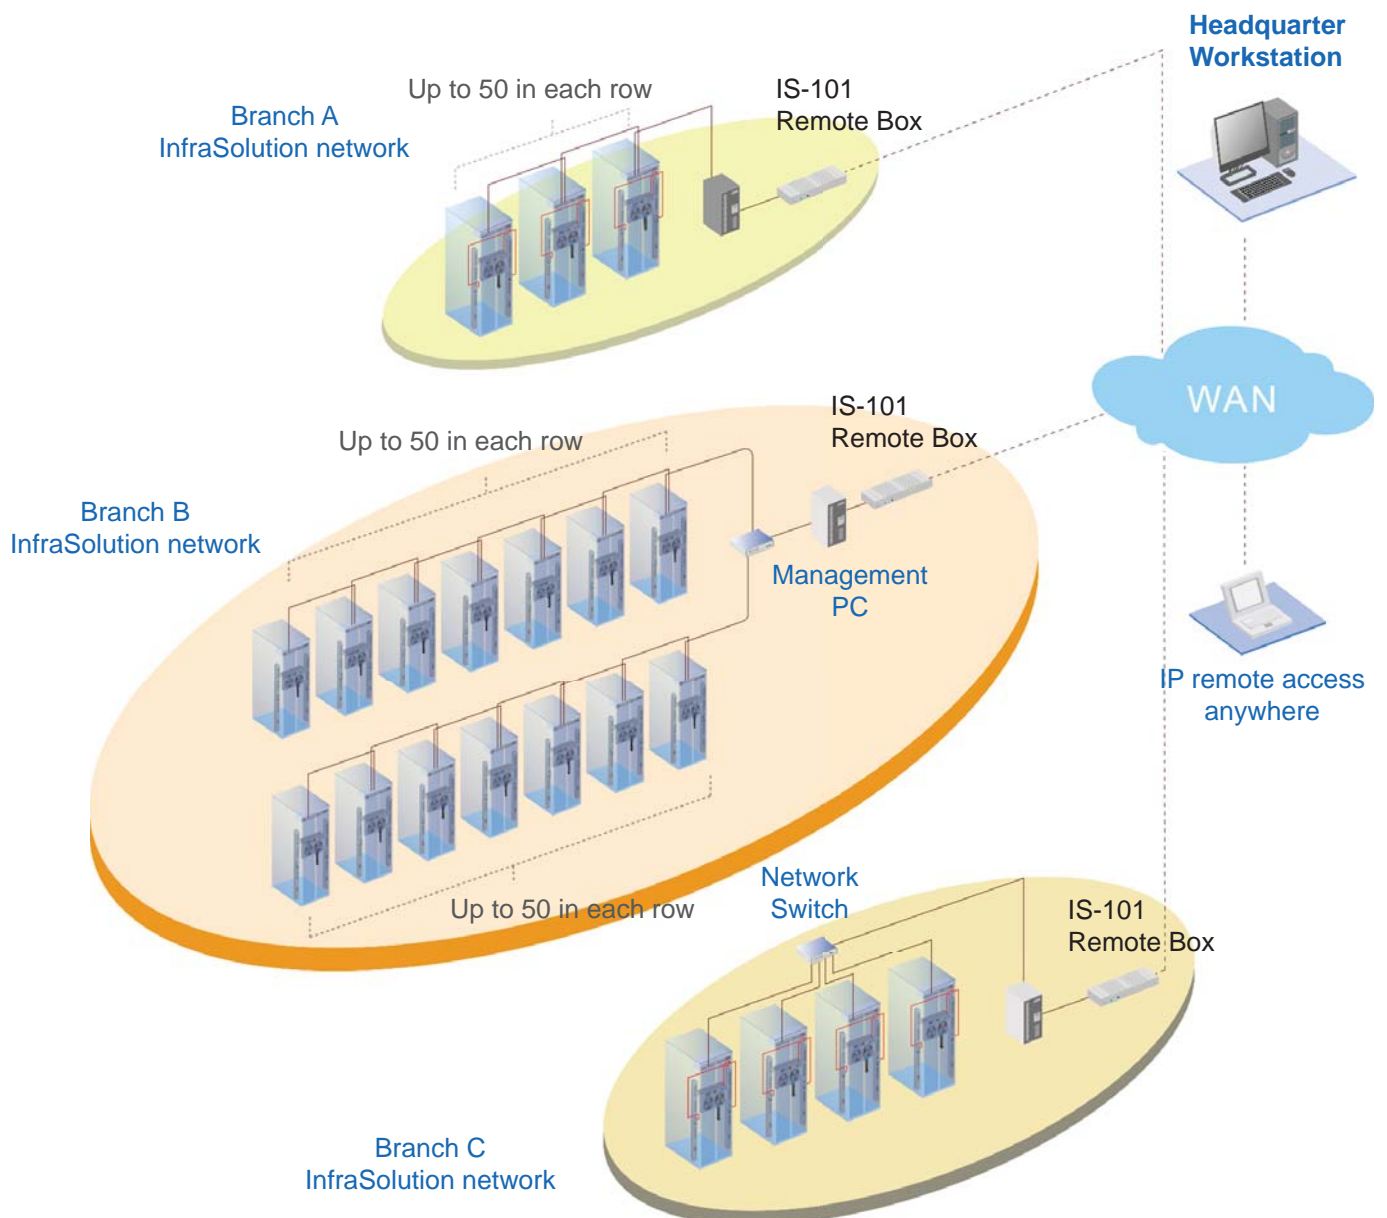 Headquarter
Workstation
Up to 50 in each row
IS-101
Remote Box
Branch A
InfraSolution network
WAN
IS-101
Remote Box
Up to 50 in each row
Branch B
InfraSolution network
Management
PC
IP remote access
anywhere
Up to 50 in each row
Network
Switch
IS-101
Remote Box
Branch C
InfraSolution network